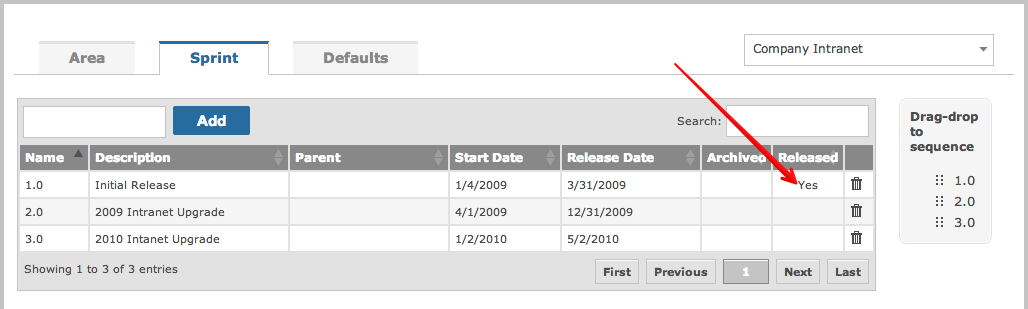 Area Sprint Defaults Company Intranet
Add Search:
Drag-drop
to
sequence
Name Description Parent Start Date Release Date Archived Released
1.0 Initial Release 1/4/2009 3/31/2009 Yes
2.0 2009 Intranet Upgrade 4/1/2009 12/31/2009
3.0 2010 Intanet Upgrade 1/2/2010 5/2/2010
1.0
2.0
3.0
Showing 1 to 3 of 3 entries First Previous 1 Next Last